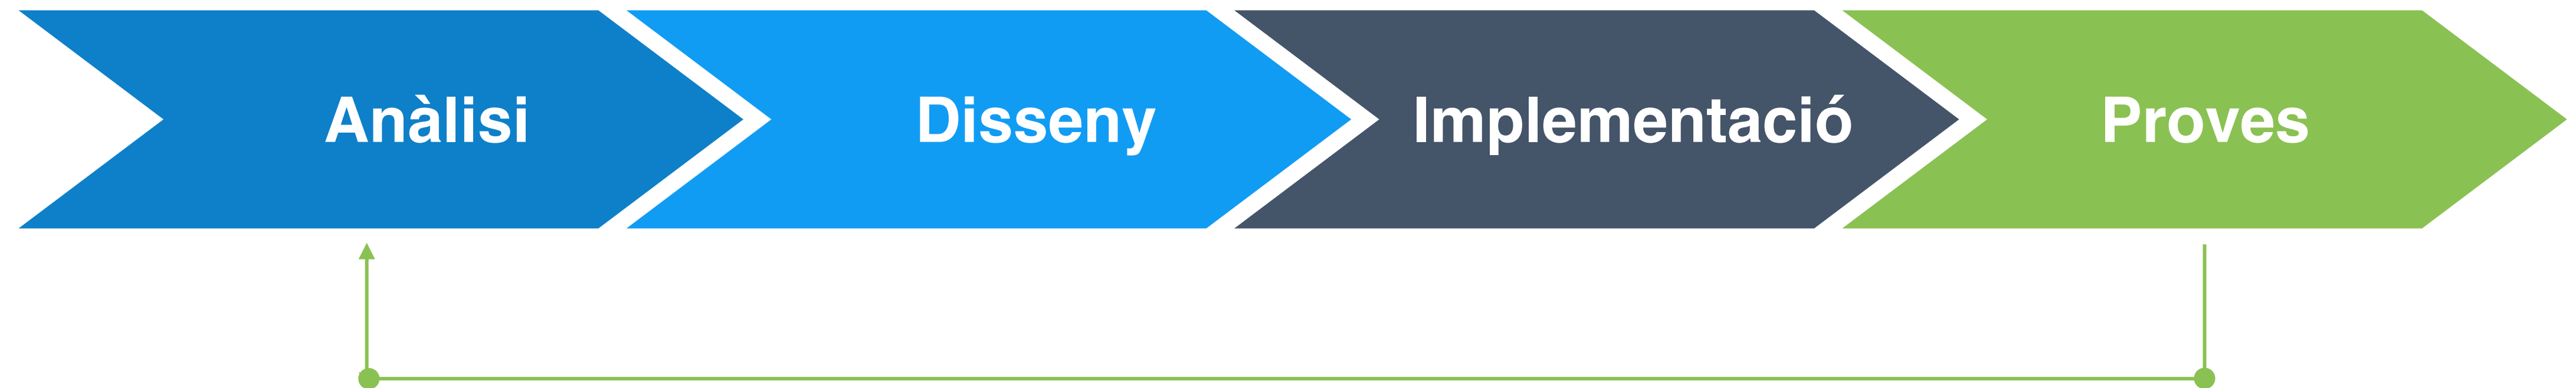 Anàlisi
Disseny
Implementació
Proves